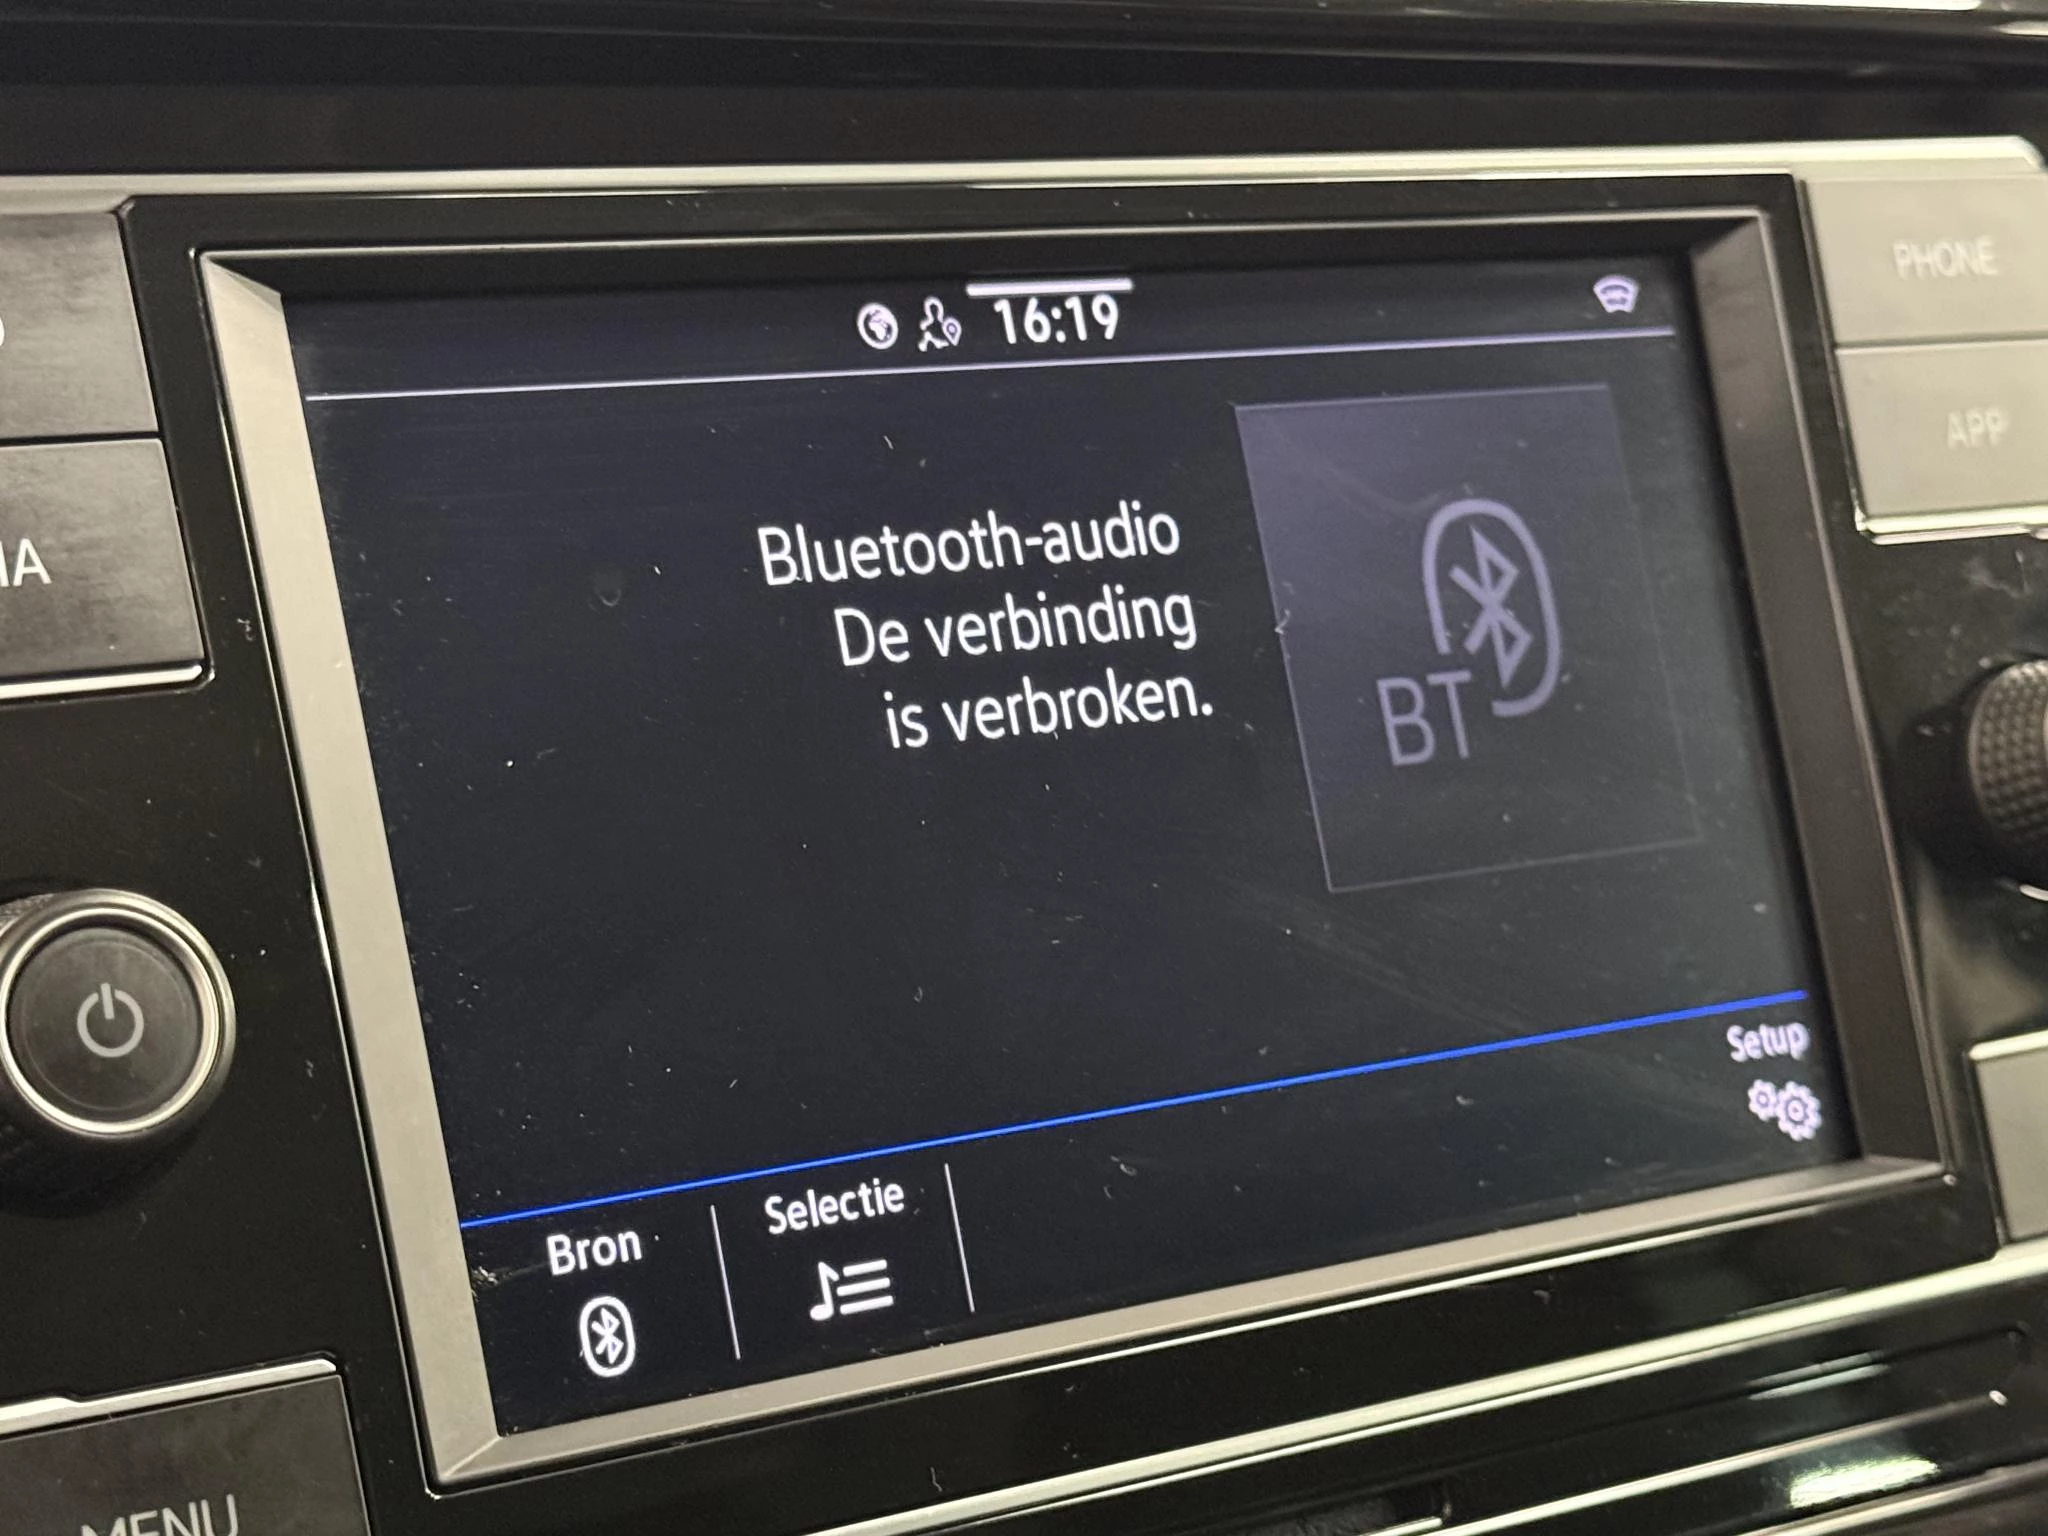 16:19
PHONE
APP
Bluetooth-audio
De verbinding
is verbroken.
BT
Setup
Bron
Selectie
MENU